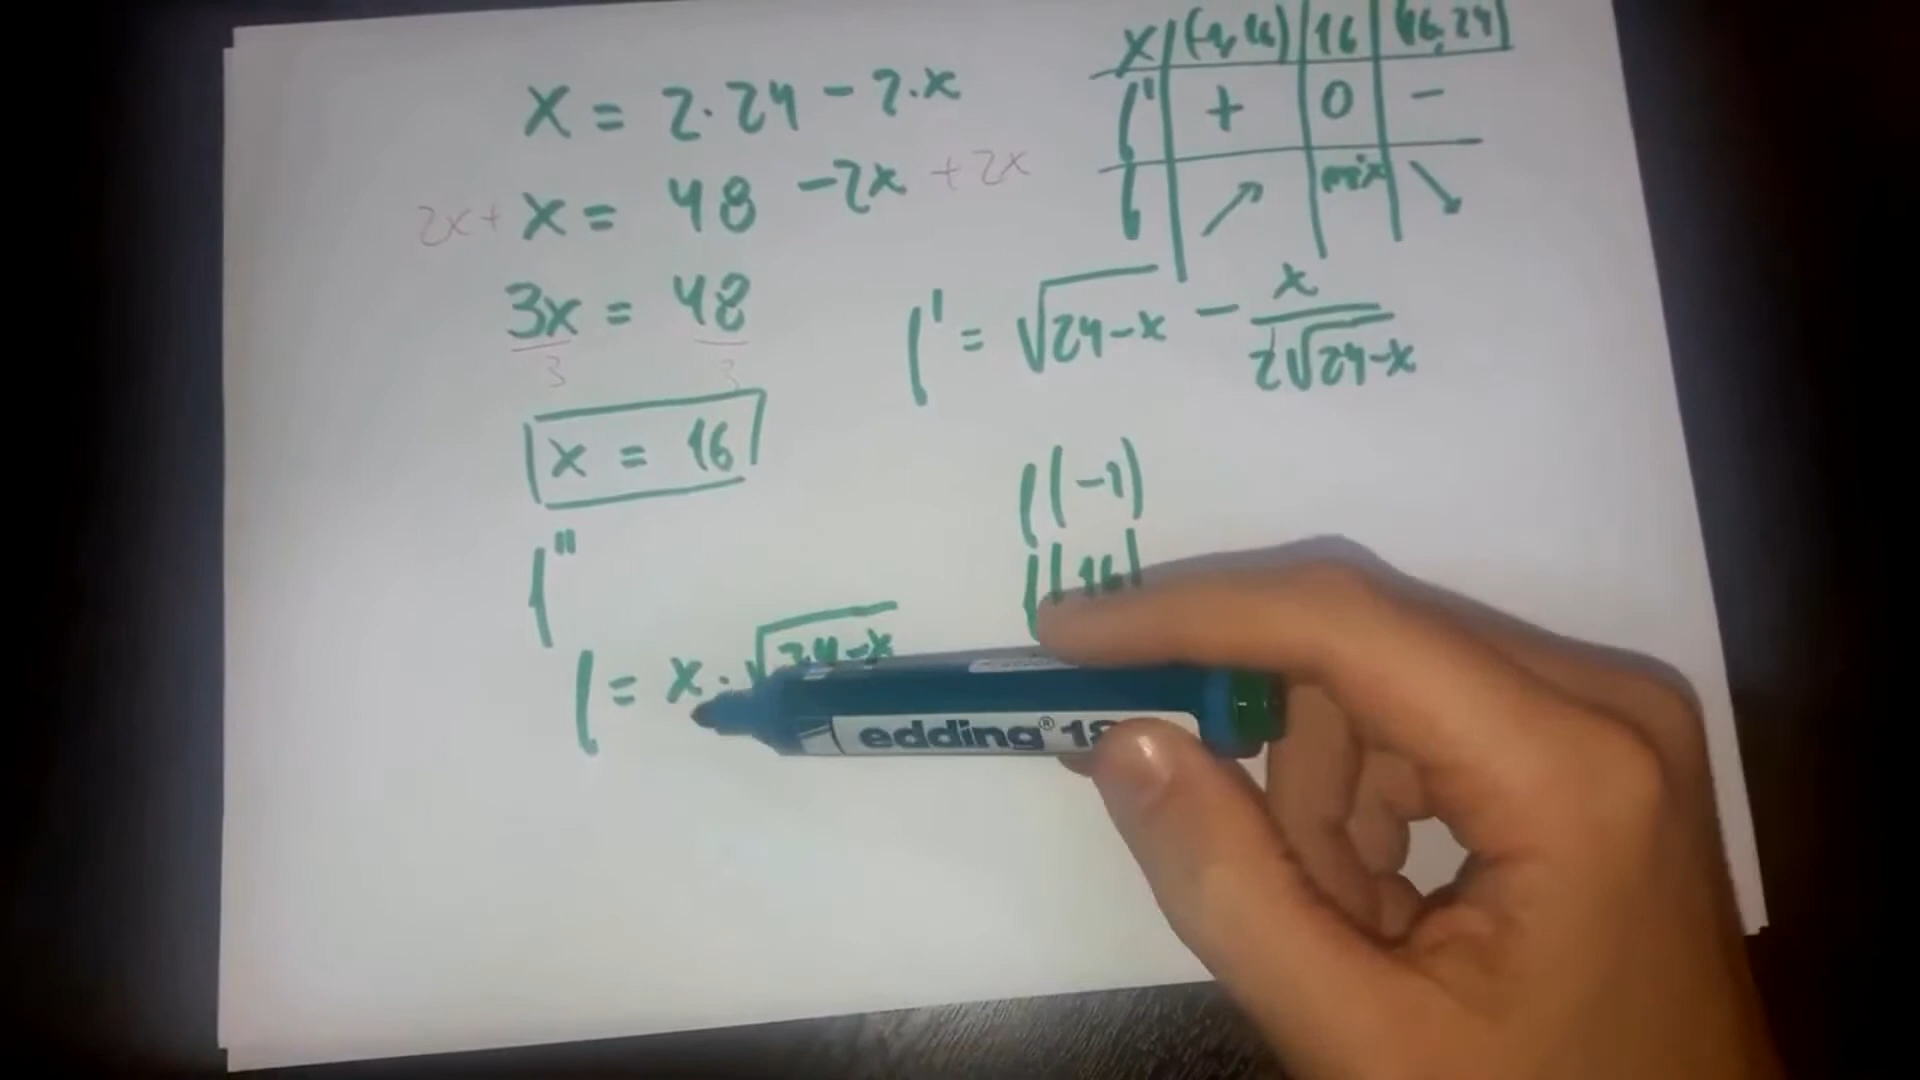 x = 2·24 - 2·x
2x + x = 48 - 2x + 2x
3x = 48
3 3
x = 16
x (-1,16) 16 (16,24)
f' + 0 -
f ↗ max ↘
f' = √24-x - x
2√24-x
f(-1)
f(16)
f''
f = x·√24-x
edding®